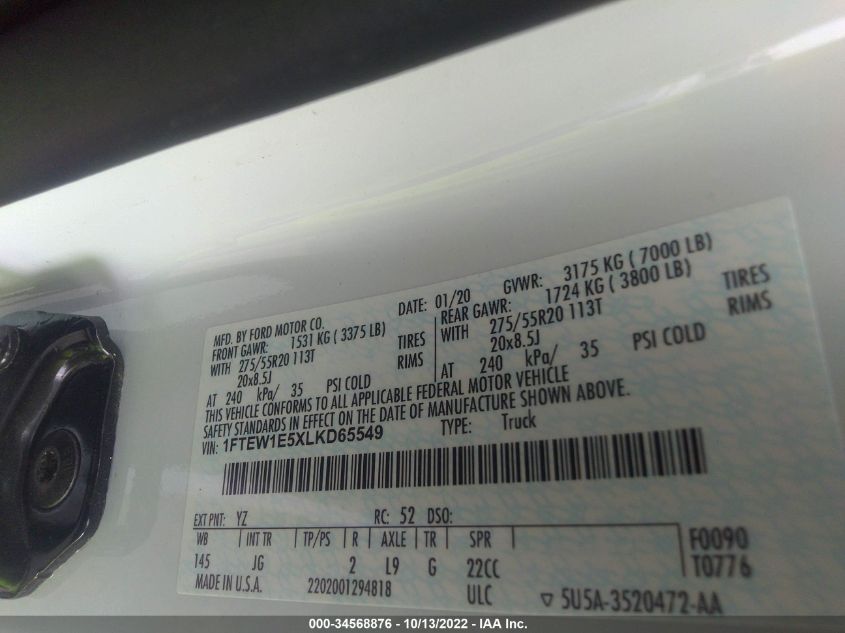 MFD. BY FORD MOTOR CO.
DATE: 01/20 GVWR: 3175 KG ( 7000 LB)
FRONT GAWR: 1531 KG ( 3375 LB)
REAR GAWR: 1724 KG ( 3800 LB)
WITH 275/55R20 113T TIRES
WITH 275/55R20 113T TIRES
20x8.5J RIMS
20x8.5J RIMS
AT 240 kPa/ 35 PSI COLD
AT 240 kPa/ 35 PSI COLD
THIS VEHICLE CONFORMS TO ALL APPLICABLE FEDERAL MOTOR VEHICLE
SAFETY STANDARDS IN EFFECT ON THE DATE OF MANUFACTURE SHOWN ABOVE.
VIN: 1FTEW1E5XLKD65549 TYPE: Truck
EXT PNT: YZ RC: 52 DSO:
WB INT TR TP/PS R AXLE TR SPR F0090
145 JG 2 L9 G 22CC T0776
MADE IN U.S.A. 2202001294818 ULC ▽ 5U5A-3520472-AA
000-34568876 - 10/13/2022 - IAA Inc.